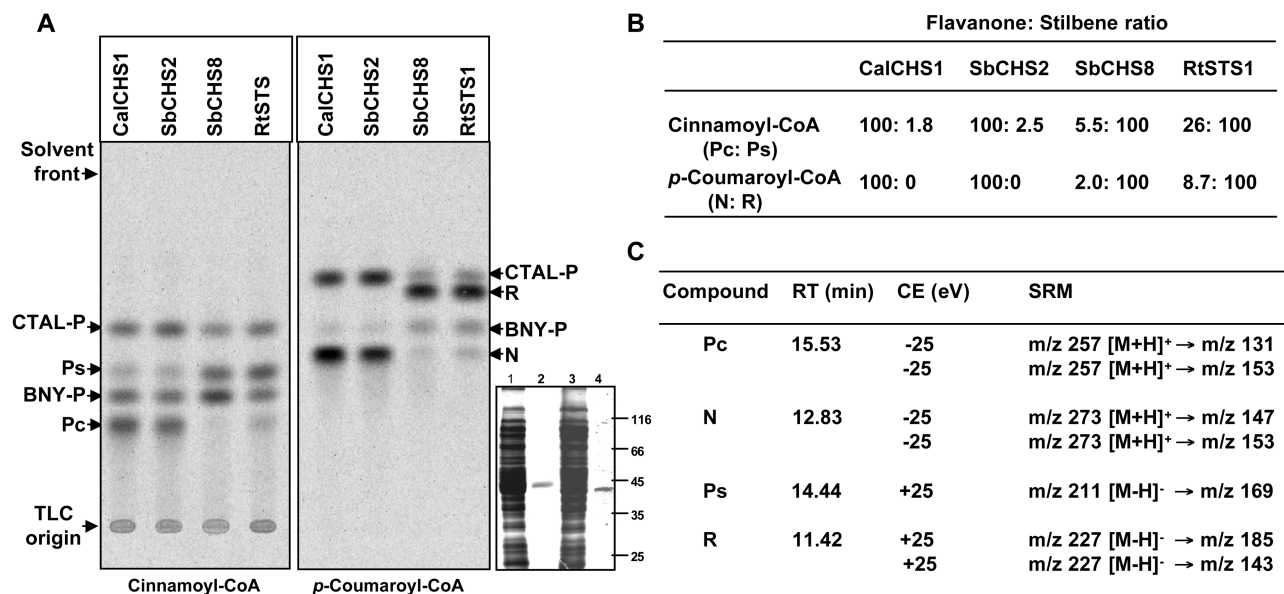 A
CalCHS1
SbCHS2
SbCHS8
RtSTS
CalCHS1
SbCHS2
SbCHS8
RtSTS1
Solvent
front
CTAL-P
Ps
BNY-P
Pc
TLC
origin
CTAL-P
R
BNY-P
N
1 2 3 4
116
66
45
35
25
Cinnamoyl-CoA
p-Coumaroyl-CoA
B
Flavanone: Stilbene ratio
CalCHS1 SbCHS2 SbCHS8 RtSTS1
Cinnamoyl-CoA 100: 1.8 100: 2.5 5.5: 100 26: 100
(Pc: Ps)
p-Coumaroyl-CoA 100: 0 100:0 2.0: 100 8.7: 100
(N: R)
C
Compound RT (min) CE (eV) SRM
Pc 15.53 -25 m/z 257 [M+H]+ → m/z 131
-25 m/z 257 [M+H]+ → m/z 153
N 12.83 -25 m/z 273 [M+H]+ → m/z 147
-25 m/z 273 [M+H]+ → m/z 153
Ps 14.44 +25 m/z 211 [M-H]- → m/z 169
R 11.42 +25 m/z 227 [M-H]- → m/z 185
+25 m/z 227 [M-H]- → m/z 143